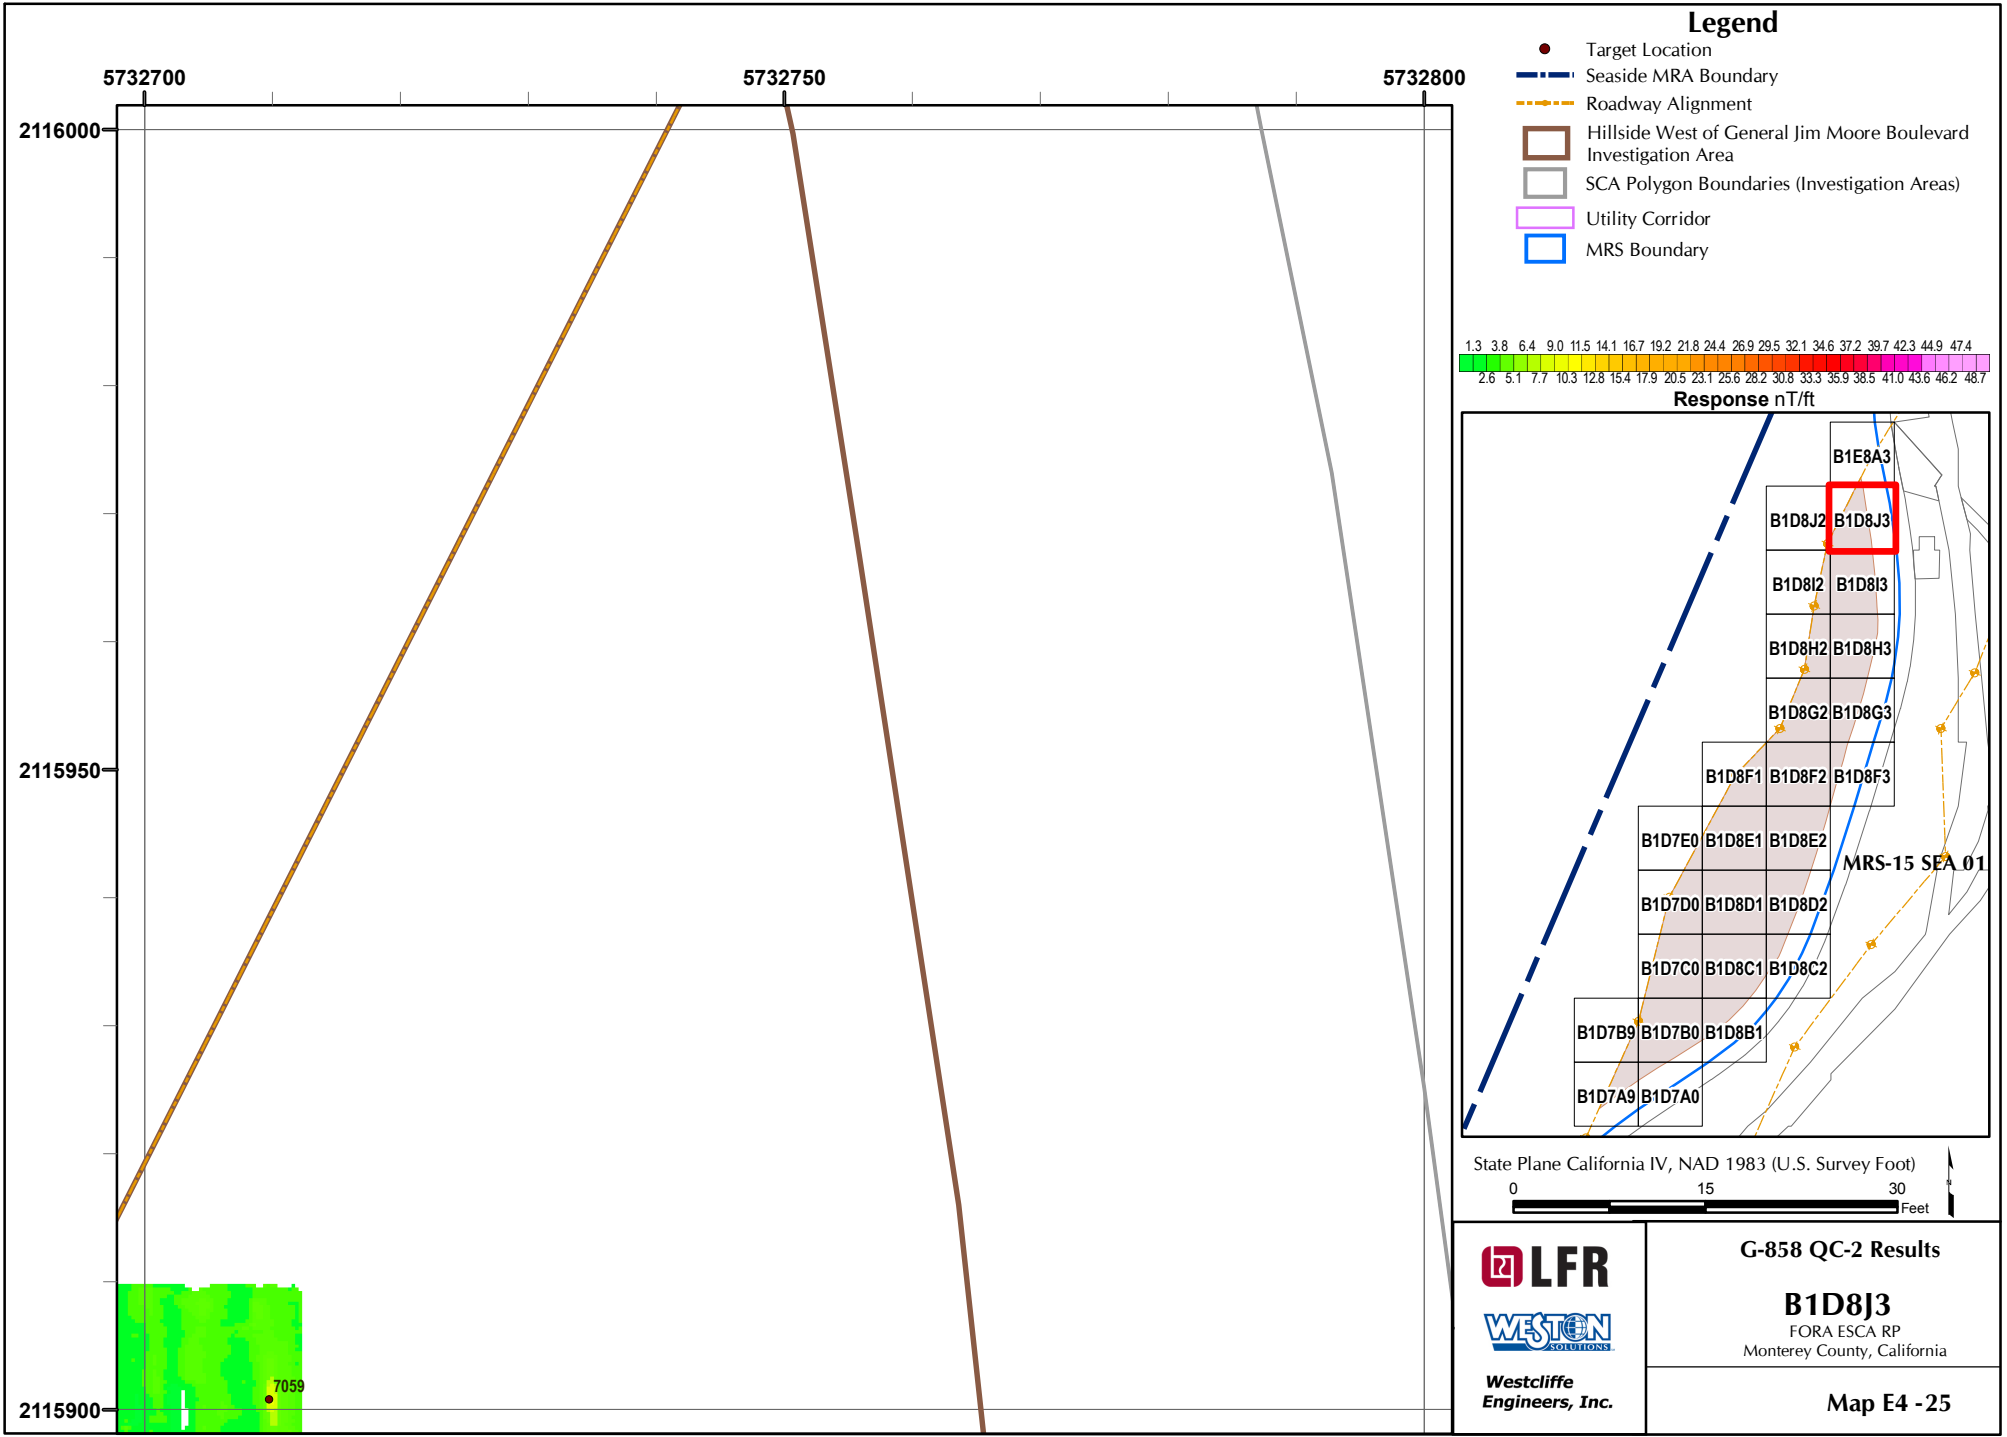 5732700
5732750
5732800
2116000
2115950
2115900
7059
Legend
Target Location
Seaside MRA Boundary
Roadway Alignment
Hillside West of General Jim Moore Boulevard
Investigation Area
SCA Polygon Boundaries (Investigation Areas)
Utility Corridor
MRS Boundary
1.3 3.8 6.4 9.0 11.5 14.1 16.7 19.2 21.8 24.4 26.9 29.5 32.1 34.6 37.2 39.7 42.3 44.9 47.4
2.6 5.1 7.7 10.3 12.8 15.4 17.9 20.5 23.1 25.6 28.2 30.8 33.3 35.9 38.5 41.0 43.6 46.2 48.7
Response nT/ft
B1E8A3
B1D8J2 B1D8J3
B1D8I2 B1D8I3
B1D8H2 B1D8H3
B1D8G2 B1D8G3
B1D8F1 B1D8F2 B1D8F3
B1D7E0 B1D8E1 B1D8E2
MRS-15 SEA 01
B1D7D0 B1D8D1 B1D8D2
B1D7C0 B1D8C1 B1D8C2
B1D7B9 B1D7B0 B1D8B1
B1D7A9 B1D7A0
State Plane California IV, NAD 1983 (U.S. Survey Foot)
N
0 15 30
Feet
LFR
WESTON
SOLUTIONS
Westcliffe
Engineers, Inc.
G-858 QC-2 Results
B1D8J3
FORA ESCA RP
Monterey County, California
Map E4 -25